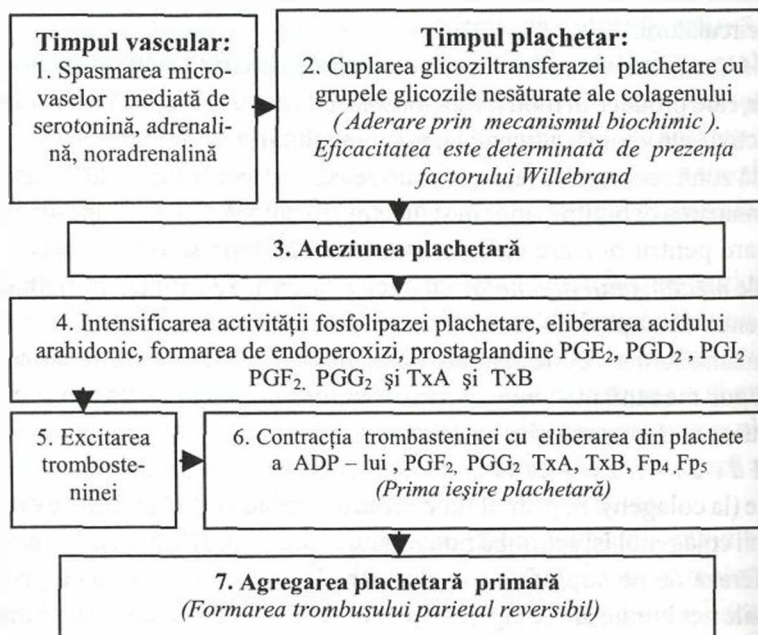 Timpul vascular:
1. Spasmarea micro-
vaselor mediată de
serotonină, adrenali-
nă, noradrenalină
Timpul plachetar:
2. Cuplarea glicoziltransferazei plachetare cu
grupele glicozile nesăturate ale colagenului
(Aderare prin mecanismul biochimic ).
Eficacitatea este determinată de prezența
factorului Willebrand
3. Adeziunea plachetară
4. Intensificarea activității fosfolipazei plachetare, eliberarea acidului
arahidonic, formarea de endoperoxizi, prostaglandine PGE2, PGD2 , PGI2
PGF2, PGG2 și TxA și TxB
5. Excitarea
tromboste-
ninei
6. Contracția trombasteninei cu eliberarea din plachete
a ADP – lui , PGF2, PGG2 TxA, TxB, Fp4, Fp5
(Prima ieșire plachetară)
7. Agregarea plachetară primară
(Formarea trombușului parietal reversibil)